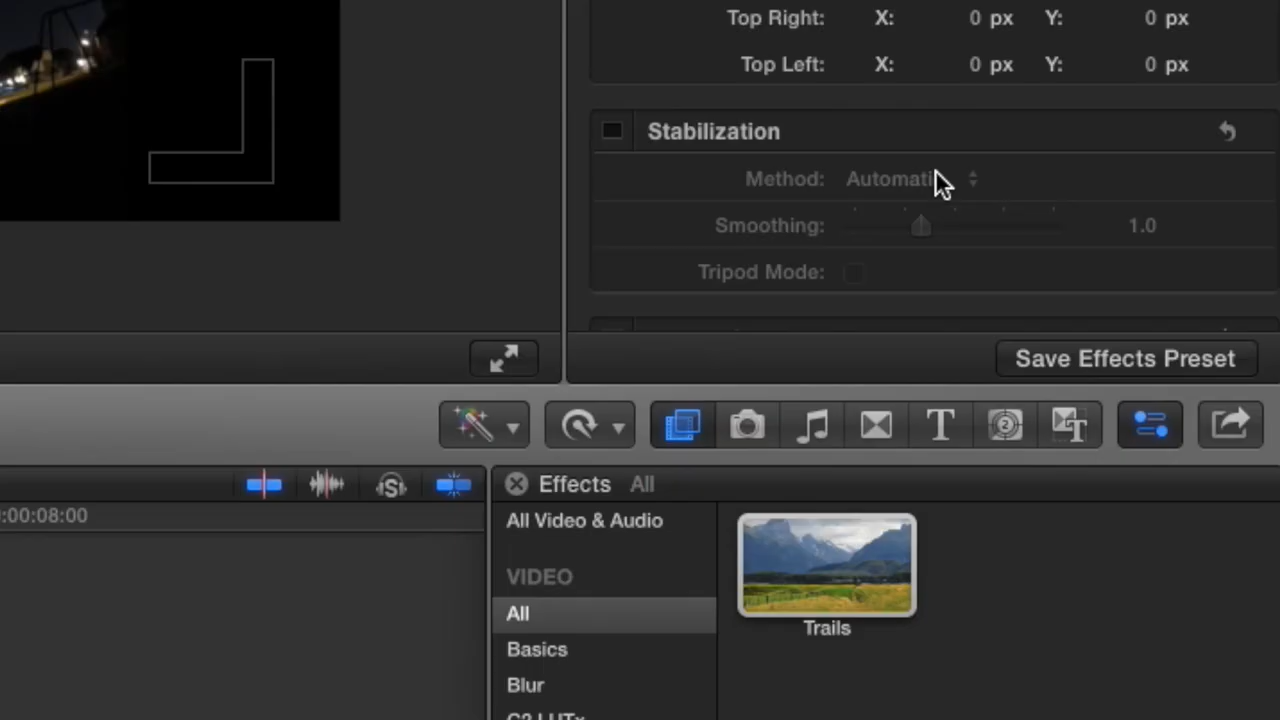 Top Right: X: 0 px Y: 0 px
Top Left: X: 0 px Y: 0 px
Stabilization
Method: Automati
Smoothing: 1.0
Tripod Mode:
Save Effects Preset
T
2
T
S
Effects All
:00:08:00
All Video & Audio
VIDEO
All
Trails
Basics
Blur